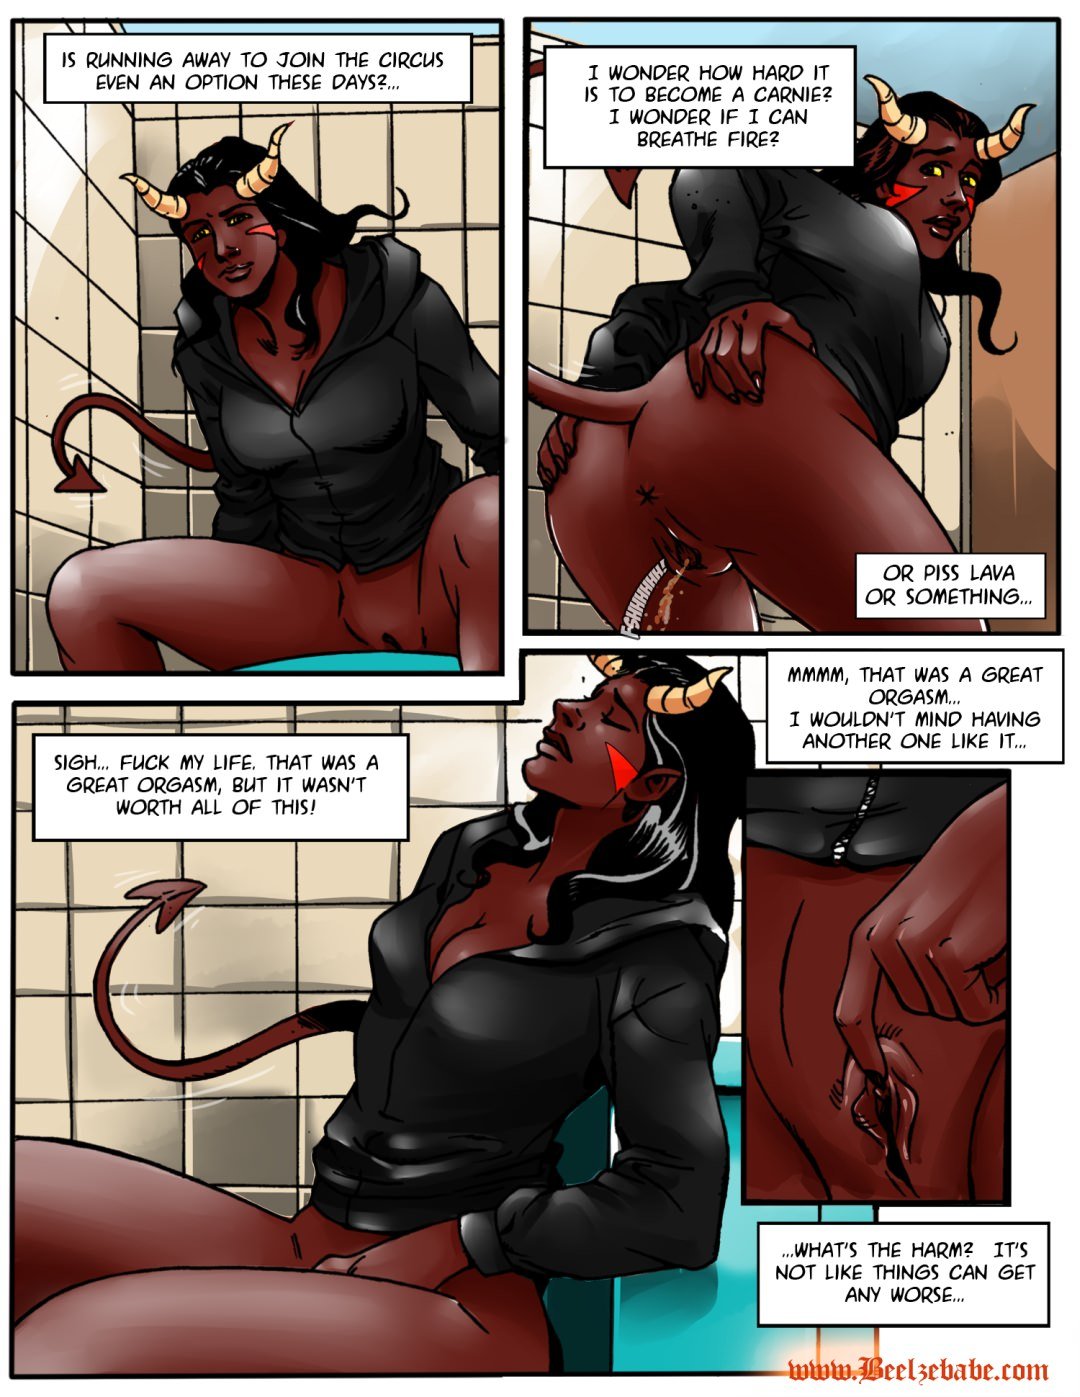 IS RUNNING AWAY TO JOIN THE CIRCUS
EVEN AN OPTION THESE DAYS?...
I WONDER HOW HARD IT
IS TO BECOME A CARNIE?
I WONDER IF I CAN
BREATHE FIRE?
FSHHHHHHH!
OR PISS LAVA
OR SOMETHING...
SIGH... FUCK MY LIFE. THAT WAS A
GREAT ORGASM, BUT IT WASN'T
WORTH ALL OF THIS!
MMMM, THAT WAS A GREAT
ORGASM...
I WOULDN'T MIND HAVING
ANOTHER ONE LIKE IT...
...WHAT'S THE HARM? IT'S
NOT LIKE THINGS CAN GET
ANY WORSE...
www.Beelzebabe.com